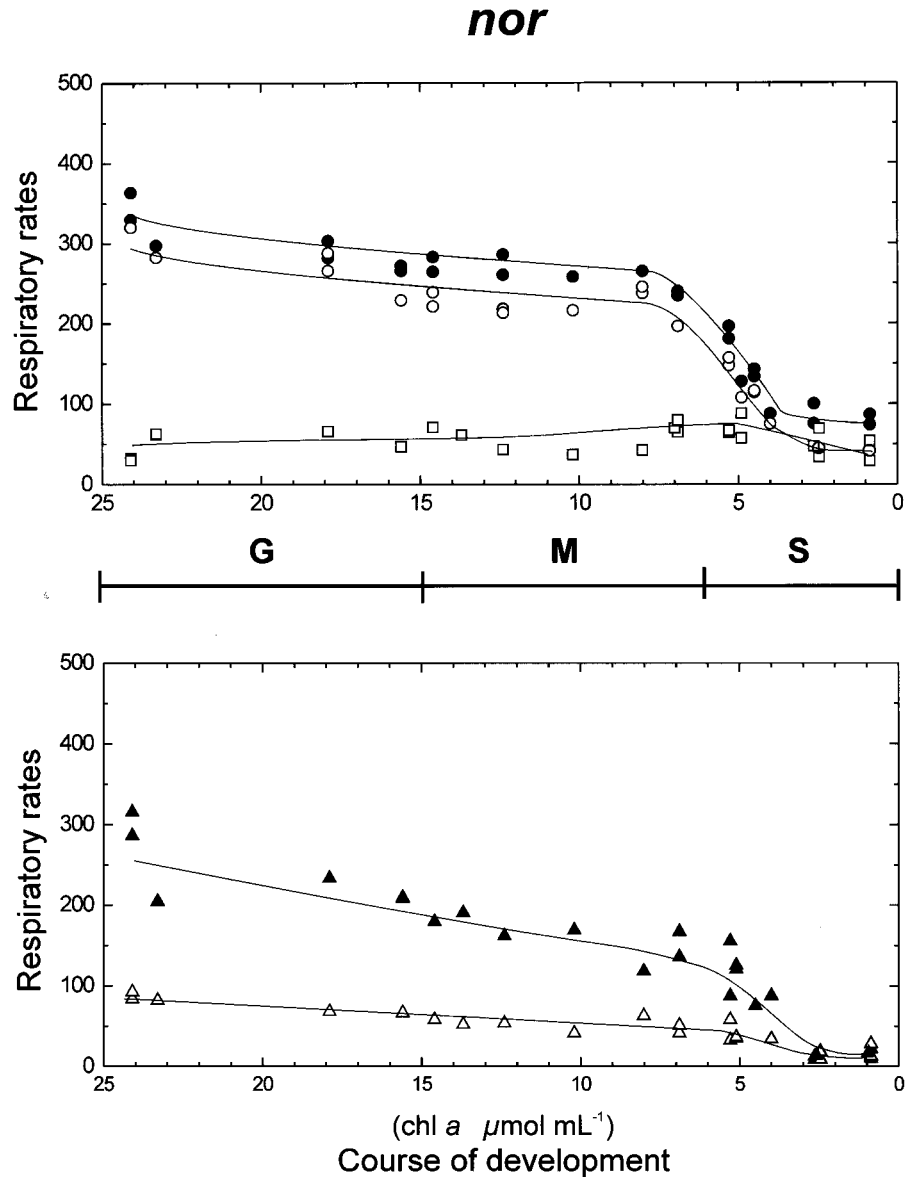 nor
500
400
300
200
100
0
Respiratory rates
25 20 15 10 5 0
G M S
500
400
300
200
100
0
Respiratory rates
25 20 15 10 5 0
(chl a µmol mL⁻¹)
Course of development